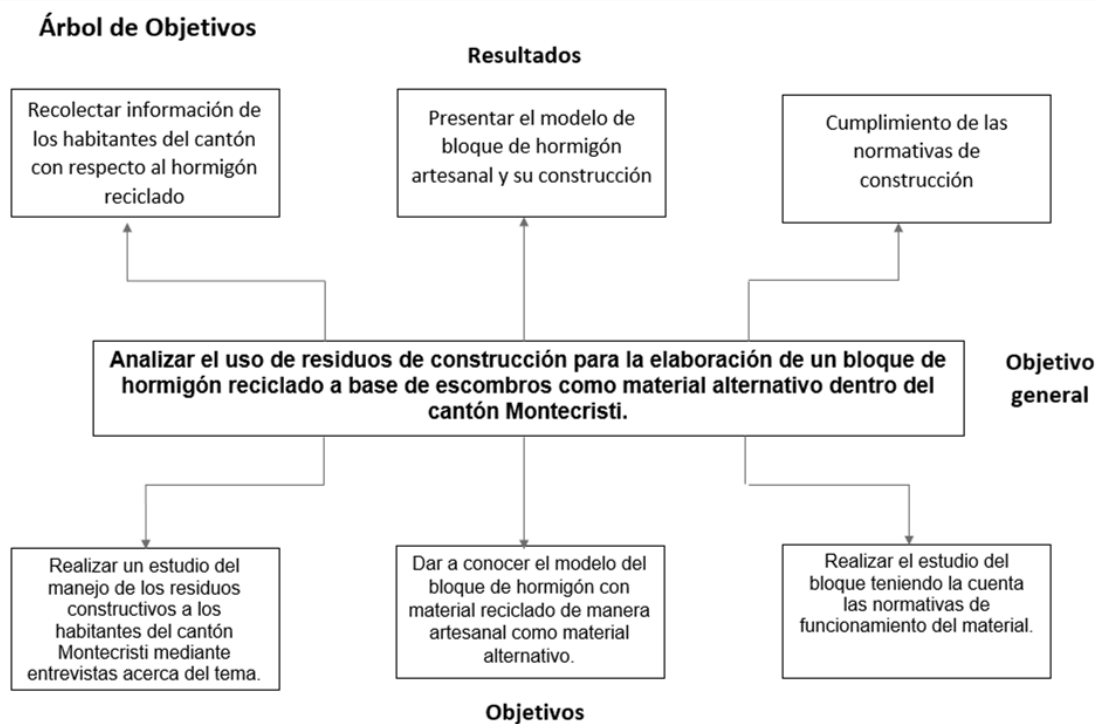 Árbol de Objetivos
Resultados
Recolectar información de
los habitantes del cantón
con respecto al hormigón
reciclado
Presentar el modelo de
bloque de hormigón
artesanal y su construcción
Cumplimiento de las
normativas de
construcción
Analizar el uso de residuos de construcción para la elaboración de un bloque de
hormigón reciclado a base de escombros como material alternativo dentro del
cantón Montecristi.
Objetivo
general
Realizar un estudio del
manejo de los residuos
constructivos a los
habitantes del cantón
Montecristi mediante
entrevistas acerca del tema.
Dar a conocer el modelo del
bloque de hormigón con
material reciclado de manera
artesanal como material
alternativo.
Realizar el estudio del
bloque teniendo la cuenta
las normativas de
funcionamiento del material.
Objetivos